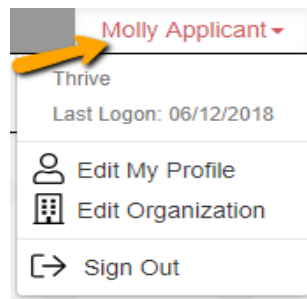 Molly Applicant
Thrive
Last Logon: 06/12/2018
Edit My Profile
Edit Organization
Sign Out